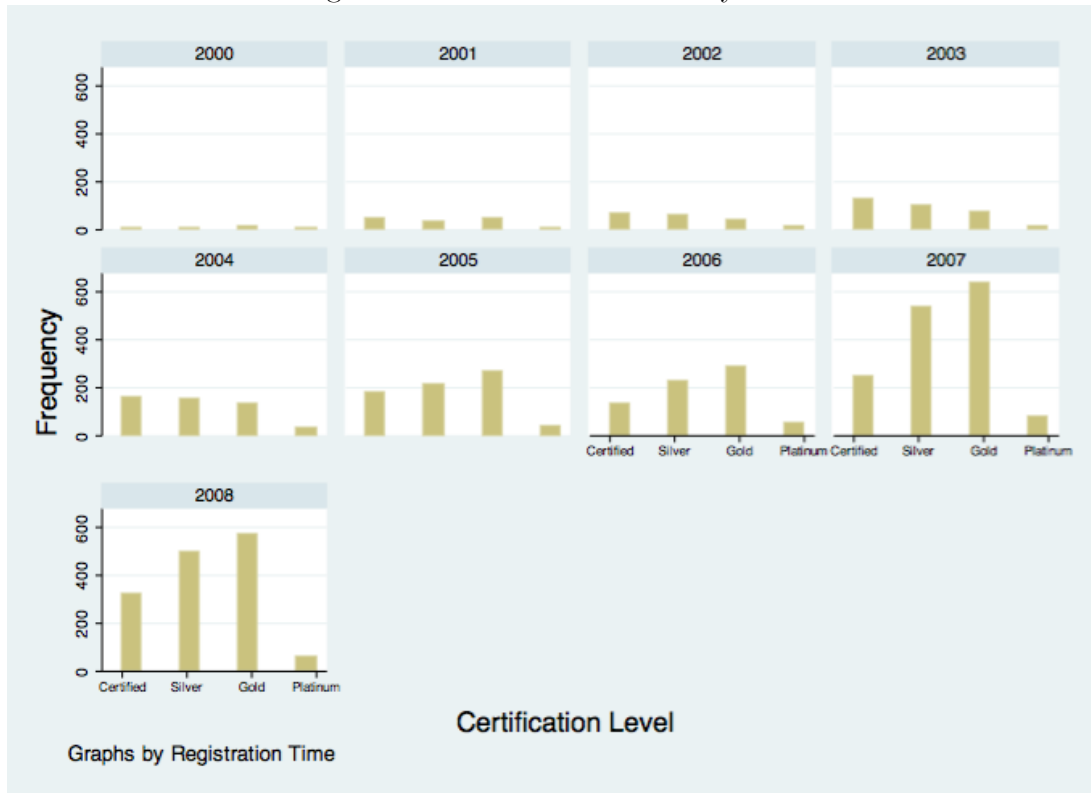 2000 2001 2002 2003
600
400
200
0
2004 2005 2006 2007
600
400
200
0
Frequency
Certified Silver Gold Platinum Certified Silver Gold Platinum
2008
600
400
200
0
Certified Silver Gold Platinum
Certification Level
Graphs by Registration Time